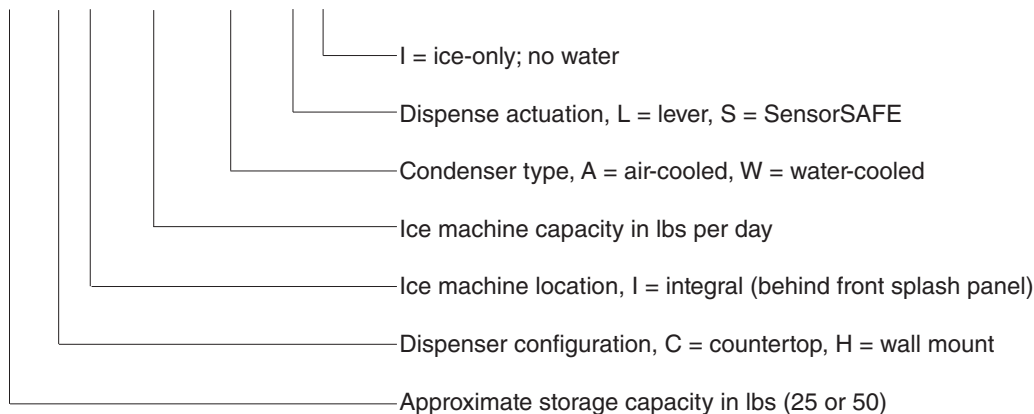 I = ice-only; no water
Dispense actuation, L = lever, S = SensorSAFE
Condenser type, A = air-cooled, W = water-cooled
Ice machine capacity in lbs per day
Ice machine location, I = integral (behind front splash panel)
Dispenser configuration, C = countertop, H = wall mount
Approximate storage capacity in lbs (25 or 50)